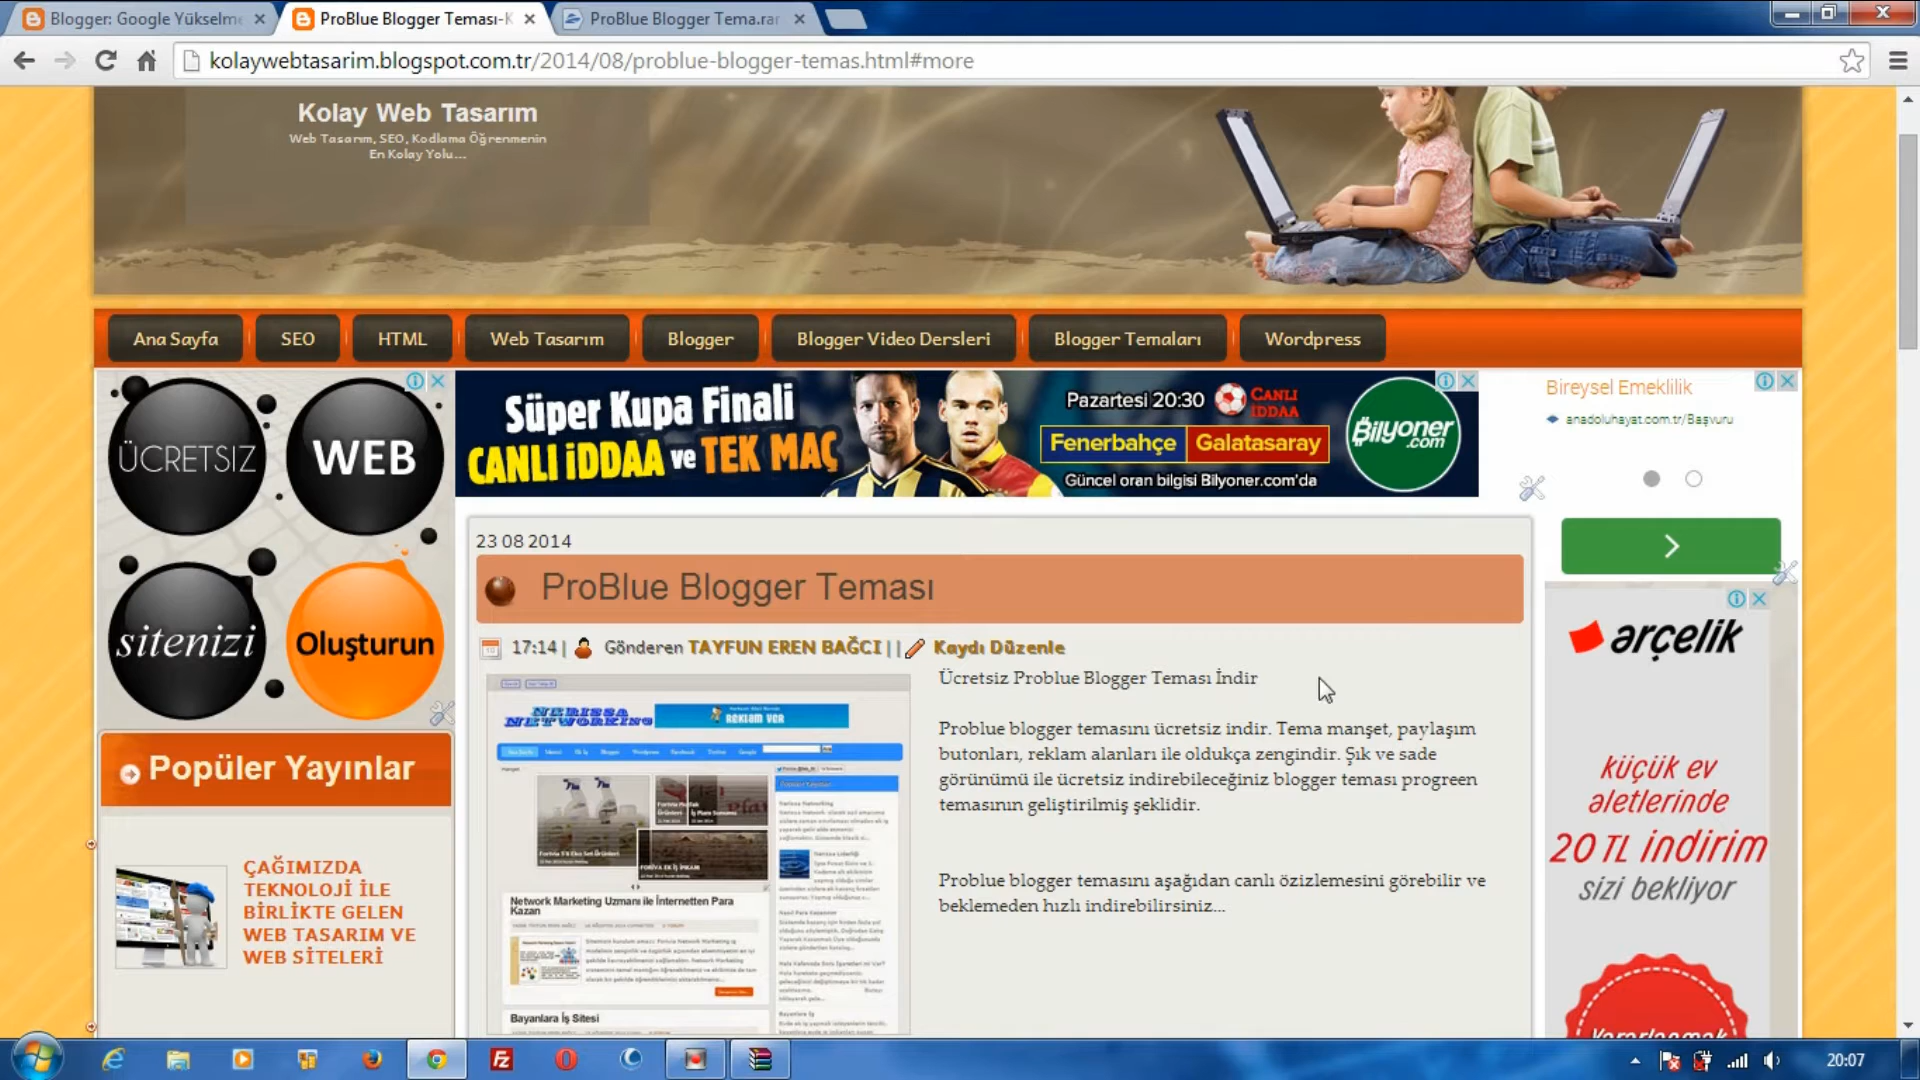 Blogger: Google Yükselme
ProBlue Blogger Teması-K
ProBlue Blogger Tema.rar
kolaywebtasarim.blogspot.com.tr/2014/08/problue-blogger-temas.html#more
Kolay Web Tasarım
Web Tasarım, SEO, Kodlama Öğrenmenin
En Kolay Yolu...
Ana Sayfa
SEO
HTML
Web Tasarım
Blogger
Blogger Video Dersleri
Blogger Temaları
Wordpress
ÜCRETSIZ
WEB
sitenizi
Oluşturun
Süper Kupa Finali
CANLI iDDAA ve TEK MAÇ
Pazartesi 20:30
CANLI
IDDAA
Fenerbahçe
Galatasaray
Güncel oran bilgisi Bilyoner.com'da
Bilyoner
.com
Bireysel Emeklilik
anadoluhayat.com.tr/Başvuru
23 08 2014
ProBlue Blogger Teması
17:14 | Gönderen TAYFUN EREN BAĞCI | | Kaydı Düzenle
Ücretsiz Problue Blogger Teması İndir
Problue blogger temasını ücretsiz indir. Tema manşet, paylaşım
butonları, reklam alanları ile oldukça zengindir. Şık ve sade
görünümü ile ücretsiz indirebileceğiniz blogger teması progreen
temasının geliştirilmiş şeklidir.
Problue blogger temasını aşağıdan canlı özizlemesini görebilir ve
beklemeden hızlı indirebilirsiniz...
NERISSA
NETWORKING
REKLAM VER
Network Marketing Uzmanı ile İnternetten Para
Kazan
Bayanlara İş Sitesi
Popüler Yayınlar
ÇAĞIMIZDA
TEKNOLOJİ İLE
BİRLİKTE GELEN
WEB TASARIM VE
WEB SİTELERİ
arçelik
küçük ev
aletlerinde
20 TL indirim
sizi bekliyor
Yararlanmak
20:07